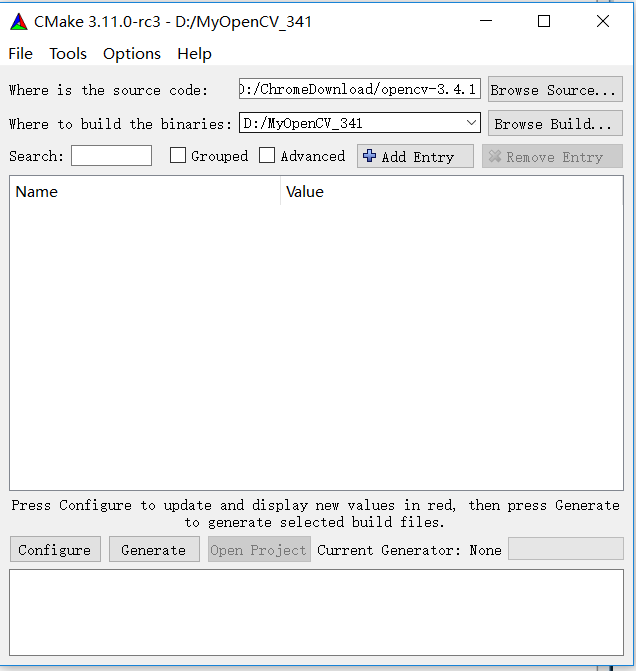 CMake 3.11.0-rc3 - D:/MyOpenCV_341
File Tools Options Help
Where is the source code: D:/ChromeDownload/opencv-3.4.1 Browse Source...
Where to build the binaries: D:/MyOpenCV_341 Browse Build...
Search: Grouped Advanced Add Entry Remove Entry
Name Value
Press Configure to update and display new values in red, then press Generate
to generate selected build files.
Configure Generate Open Project Current Generator: None